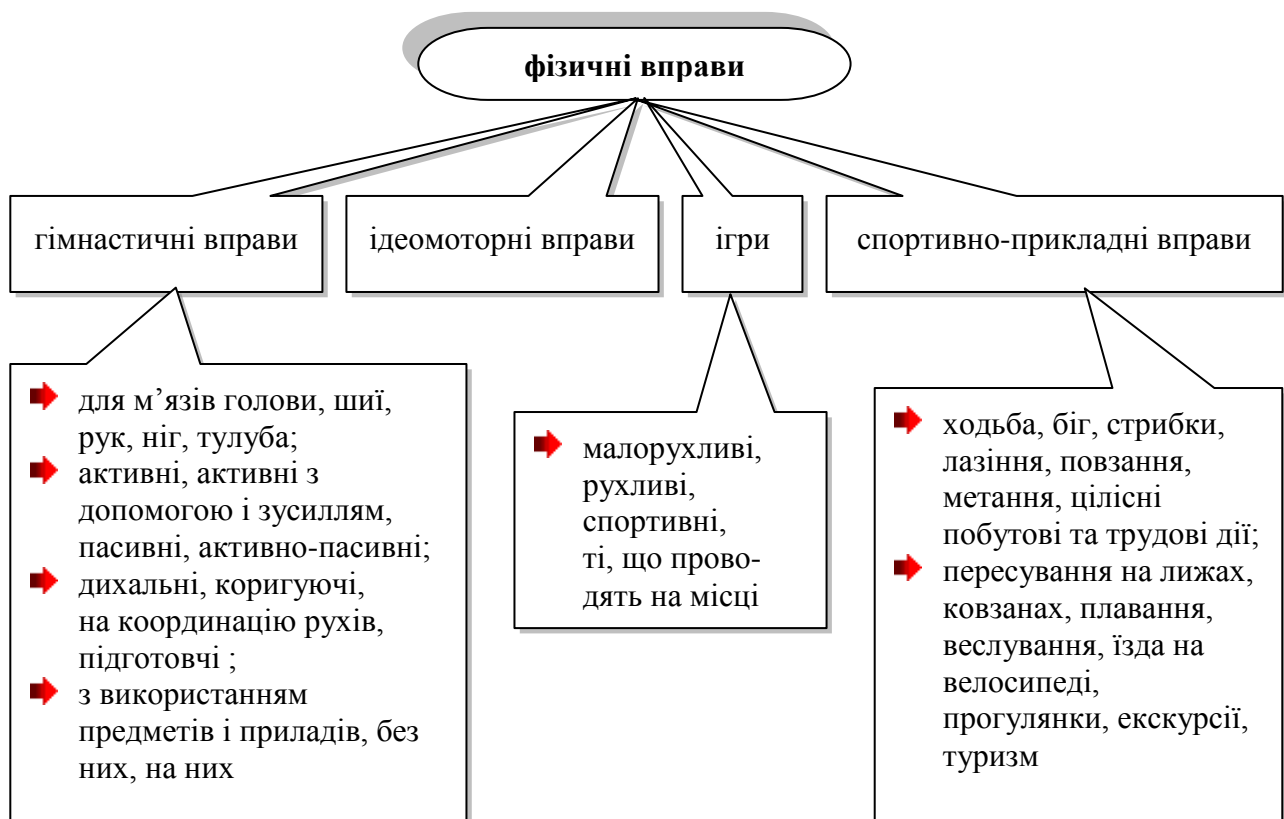 фізичні вправи
гімнастичні вправи
ідеомоторні вправи
ігри
спортивно-прикладні вправи
для м’язів голови, шиї,
рук, ніг, тулуба;
активні, активні з
допомогою і зусиллям,
пасивні, активно-пасивні;
дихальні, коригуючі,
на координацію рухів,
підготовчі ;
з використанням
предметів і приладів, без
них, на них
малорухливі,
рухливі,
спортивні,
ті, що прово-
дять на місці
ходьба, біг, стрибки,
лазіння, повзання,
метання, цілісні
побутові та трудові дії;
пересування на лижах,
ковзанах, плавання,
веслування, їзда на
велосипеді,
прогулянки, екскурсії,
туризм